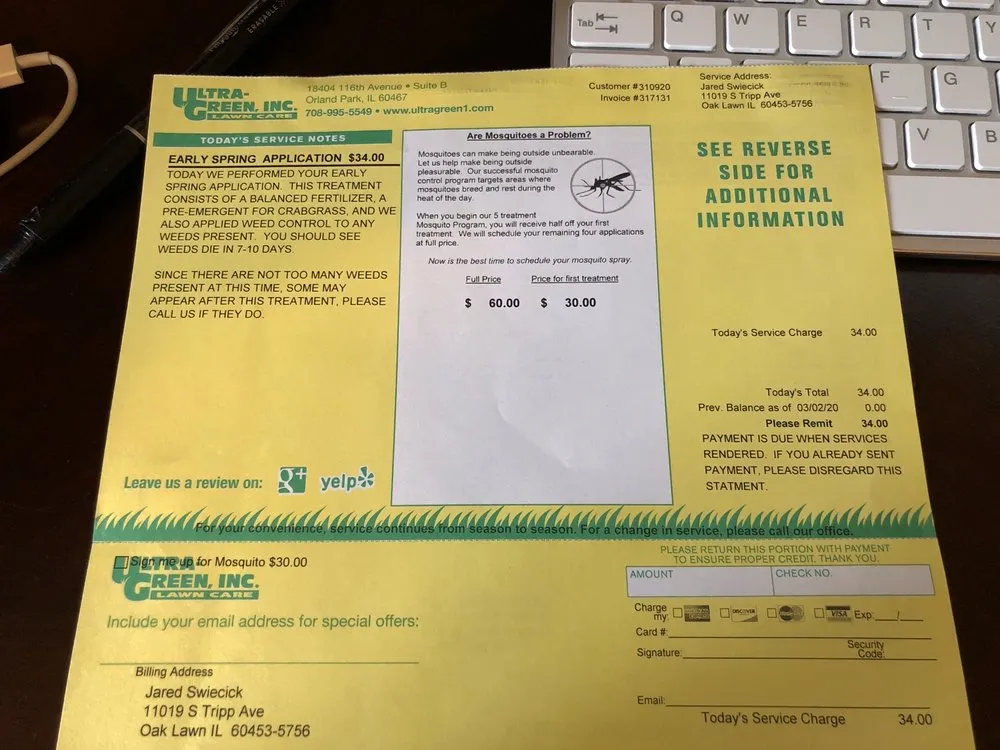 Tab
Q
W
E
R
T
Y
F
G
V
B
ERASABLE
ULTRA-
GREEN, INC.
LAWN CARE
18404 116th Avenue • Suite B
Orland Park, IL 60467
708-995-5549 • www.ultragreen1.com
Customer #310920
Invoice #317131
Service Address:
Jared Swiecick
11019 S Tripp Ave
Oak Lawn IL 60453-5756
TODAY'S SERVICE NOTES
EARLY SPRING APPLICATION $34.00
TODAY WE PERFORMED YOUR EARLY
SPRING APPLICATION. THIS TREATMENT
CONSISTS OF A BALANCED FERTILIZER, A
PRE-EMERGENT FOR CRABGRASS, AND WE
ALSO APPLIED WEED CONTROL TO ANY
WEEDS PRESENT. YOU SHOULD SEE
WEEDS DIE IN 7-10 DAYS.
SINCE THERE ARE NOT TOO MANY WEEDS
PRESENT AT THIS TIME, SOME MAY
APPEAR AFTER THIS TREATMENT, PLEASE
CALL US IF THEY DO.
Leave us a review on:
g+
yelp
Are Mosquitoes a Problem?
Mosquitoes can make being outside unbearable.
Let us help make being outside
pleasurable. Our successful mosquito
control program targets areas where
mosquitoes breed and rest during the
heat of the day.
When you begin our 5 treatment
Mosquito Program, you will receive half off your first
treatment. We will schedule your remaining four applications
at full price.
Now is the best time to schedule your mosquito spray.
Full Price Price for first treatment
$ 60.00 $ 30.00
SEE REVERSE
SIDE FOR
ADDITIONAL
INFORMATION
Today's Service Charge 34.00
Today's Total 34.00
Prev. Balance as of 03/02/20 0.00
Please Remit 34.00
PAYMENT IS DUE WHEN SERVICES
RENDERED. IF YOU ALREADY SENT
PAYMENT, PLEASE DISREGARD THIS
STATMENT.
For your convenience, service continues from season to season. For a change in service, please call our office.
Sign me up for Mosquito $30.00
ULTRA-
GREEN, INC.
LAWN CARE
Include your email address for special offers:
Billing Address
Jared Swiecick
11019 S Tripp Ave
Oak Lawn IL 60453-5756
PLEASE RETURN THIS PORTION WITH PAYMENT
TO ENSURE PROPER CREDIT. THANK YOU.
AMOUNT CHECK NO.
Charge my: DISCOVER VISA Exp: __/__
Card #:
Signature: Security Code:
Email:
Today's Service Charge 34.00